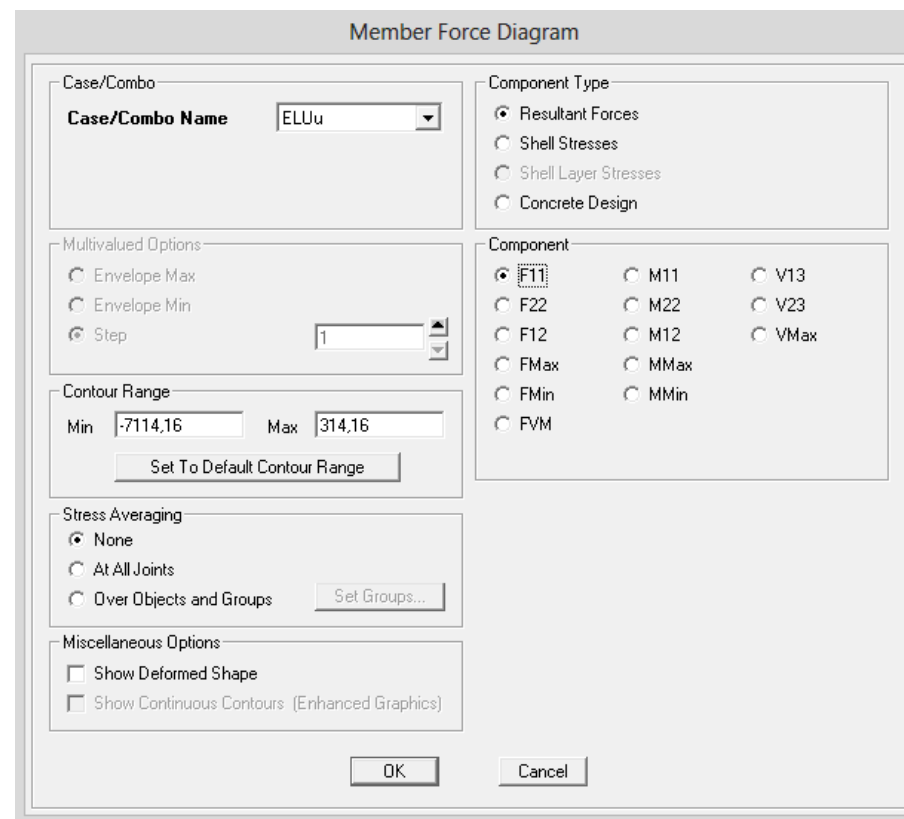 Member Force Diagram
Case/Combo
Case/Combo Name ELUu
Multivalued Options
Envelope Max
Envelope Min
Step 1
Contour Range
Min -7114,16 Max 314,16
Set To Default Contour Range
Stress Averaging
None
At All Joints
Over Objects and Groups Set Groups...
Miscellaneous Options
Show Deformed Shape
Show Continuous Contours (Enhanced Graphics)
Component Type
Resultant Forces
Shell Stresses
Shell Layer Stresses
Concrete Design
Component
F11 M11 V13
F22 M22 V23
F12 M12 VMax
FMax MMax
FMin MMin
FVM
OK Cancel